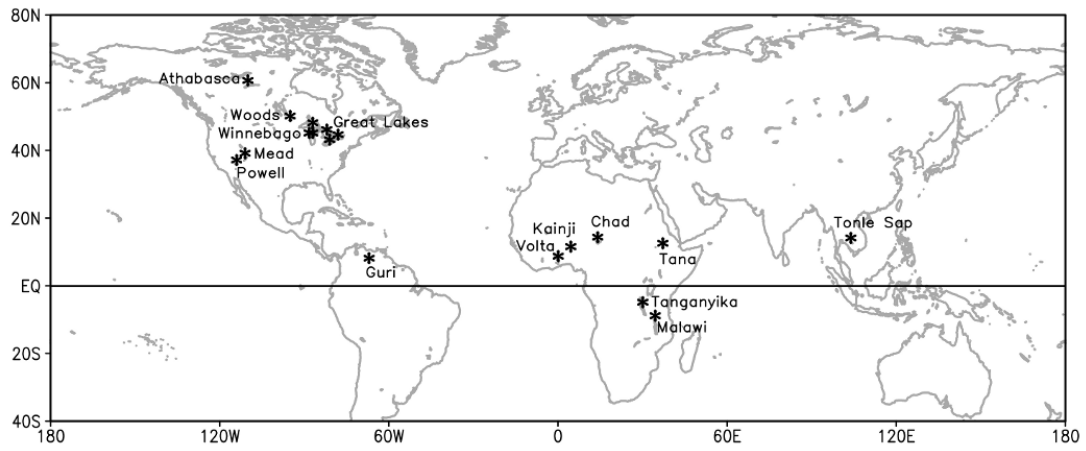 80N
60N
40N
20N
EQ
20S
40S
180
120W
60W
0
60E
120E
180
Athabasca
Woods
Great Lakes
Winnebago
Mead
Powell
Guri
Kainji
Chad
Volta
Tana
Tonle Sap
Tanganyika
Malawi